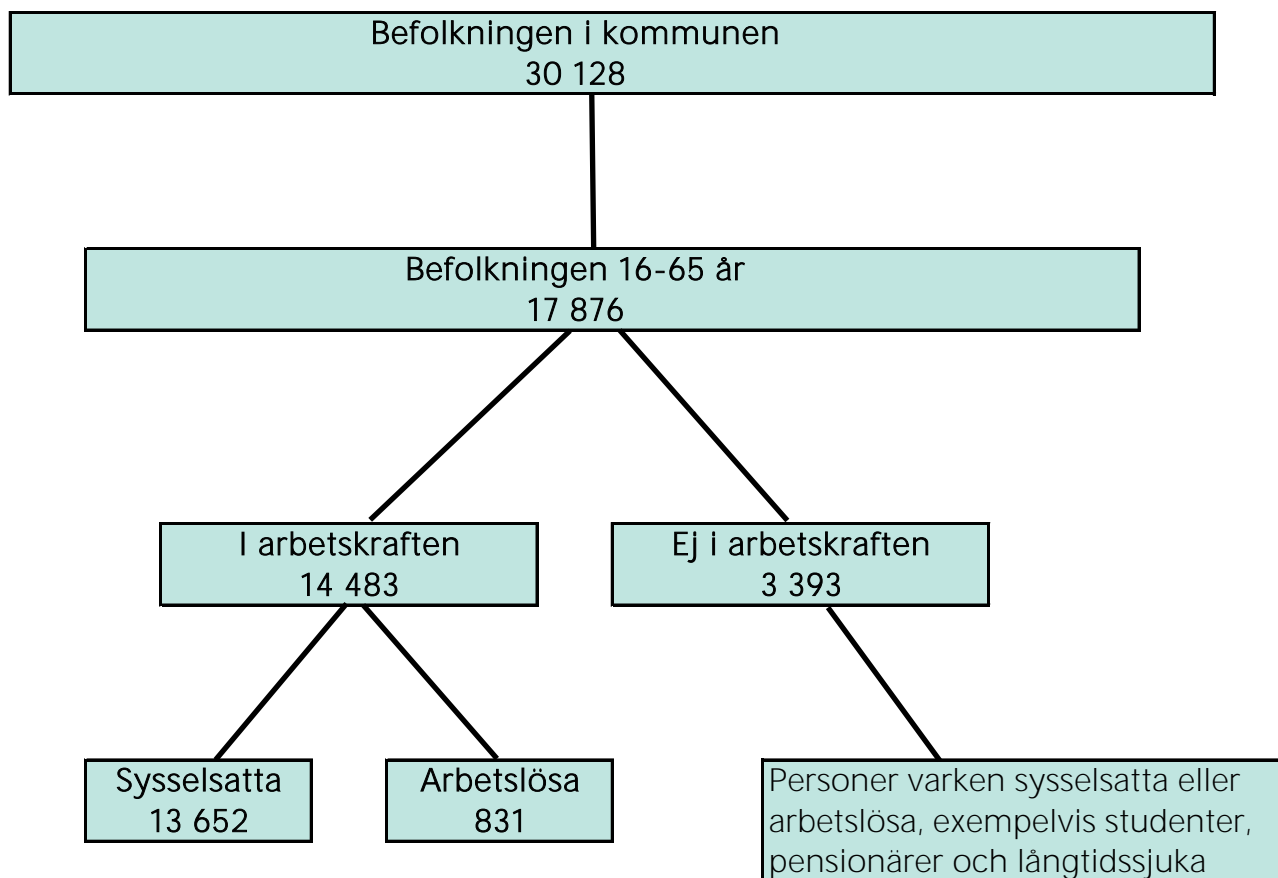 Befolkningen i kommunen
30 128
Befolkningen 16-65 år
17 876
I arbetskraften
14 483
Ej i arbetskraften
3 393
Sysselsatta
13 652
Arbetslösa
831
Personer varken sysselsatta eller
arbetslösa, exempelvis studenter,
pensionärer och långtidssjuka